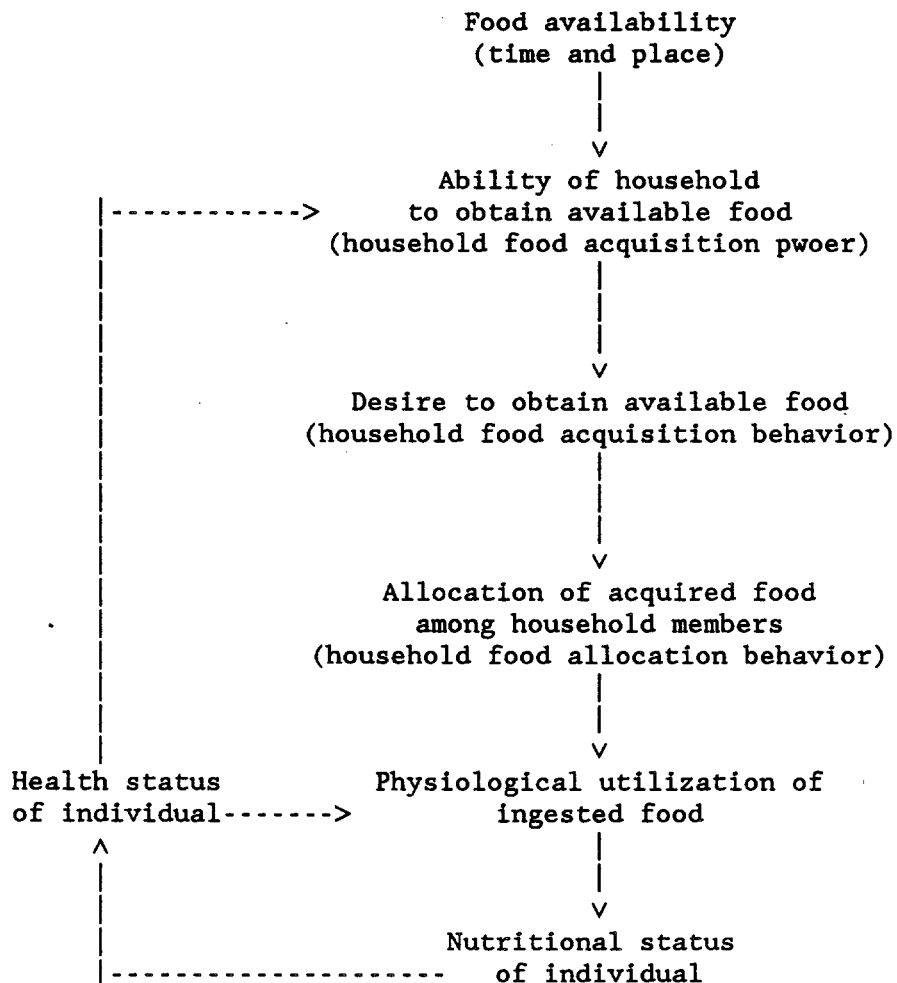 Food availability
(time and place)
Ability of household
to obtain available food
(household food acquisition pwoer)
Desire to obtain available food
(household food acquisition behavior)
Allocation of acquired food
among household members
(household food allocation behavior)
Health status
of individual
Physiological utilization of
ingested food
Nutritional status
of individual